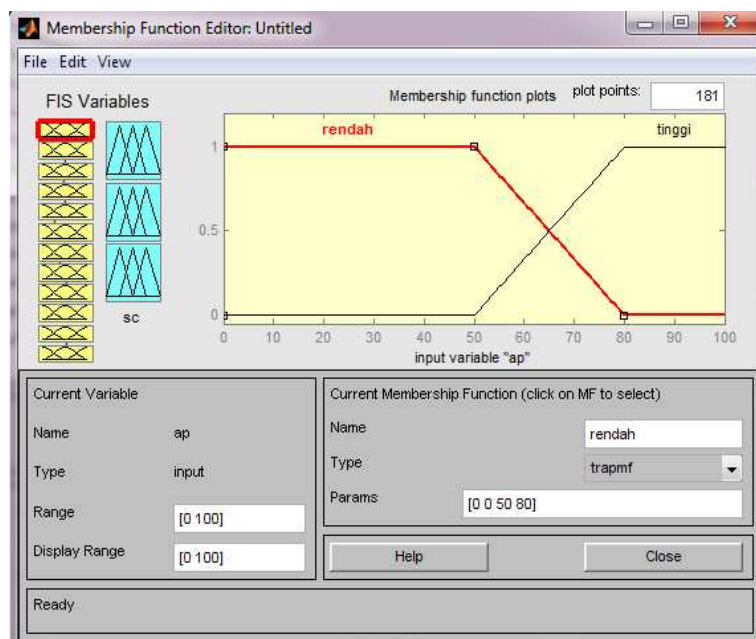 Membership Function Editor: Untitled
File Edit View
FIS Variables
Membership function plots plot points: 181
rendah tinggi
1
0.5
0
sc
0 10 20 30 40 50 60 70 80 90 100
input variable "ap"
Current Variable
Name ap
Type input
Range [0 100]
Display Range [0 100]
Current Membership Function (click on MF to select)
Name rendah
Type trapmf
Params [0 0 50 80]
Help Close
Ready